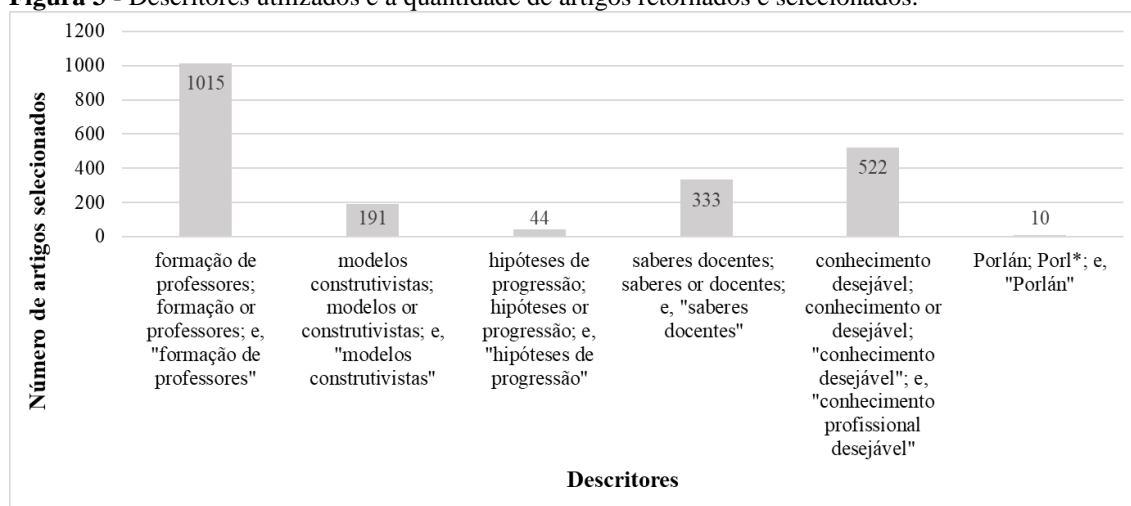 Figura - Descritores utilizados e a quantidade de artigos retornados e selecionados.
Número de artigos selecionados
1200
1000
800
600
400
200
0
1015
191
44
333
522
10
formação de
professores;
formação or
professores; e,
"formação de
professores"
modelos
construtivistas;
modelos or
construtivistas; e,
"modelos
construtivistas"
hipóteses de
progressão;
hipóteses or
progressão; e,
"hipóteses de
progressão"
saberes docentes;
saberes or docentes;
e, "saberes
docentes"
conhecimento
desejável;
conhecimento or
desejável;
"conhecimento
desejável"; e,
"conhecimento
profissional
desejável"
Porlán; Porl*; e,
"Porlán"
Descritores